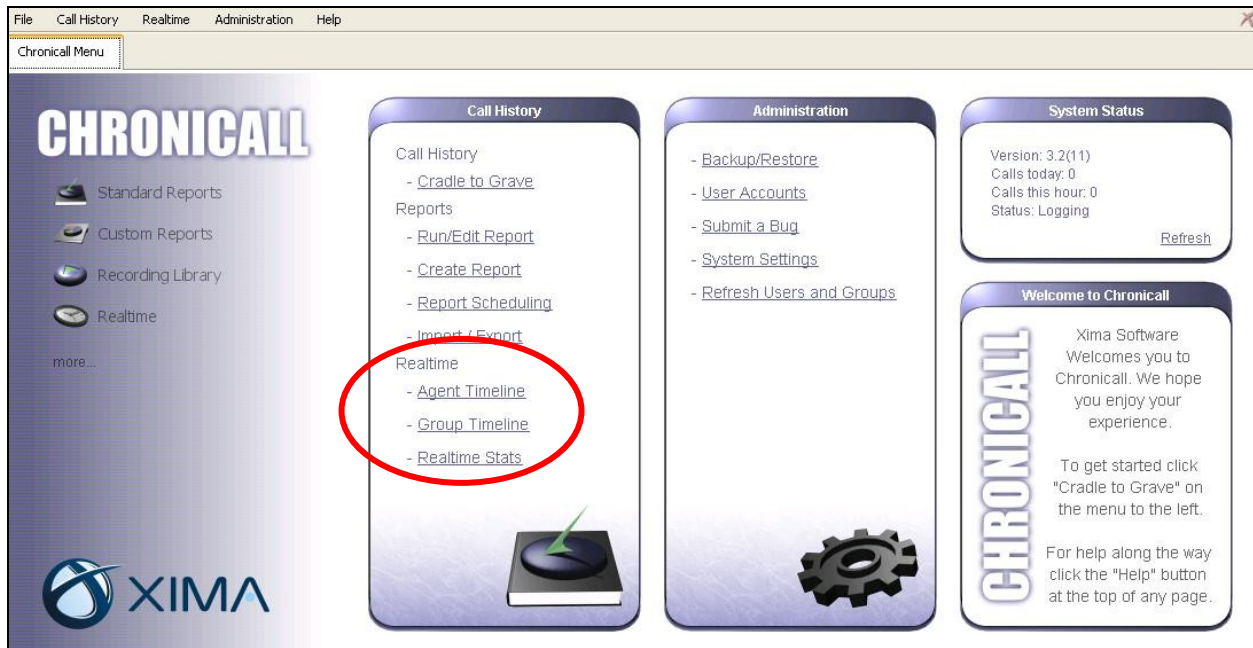 File Call History Realtime Administration Help
Chronicall Menu
CHRONICALL
Standard Reports
Custom Reports
Recording Library
Realtime
more...
XIMA
Call History
Call History
- Cradle to Grave
Reports
- Run/Edit Report
- Create Report
- Report Scheduling
- Import / Export
Realtime
- Agent Timeline
- Group Timeline
- Realtime Stats
Administration
- Backup/Restore
- User Accounts
- Submit a Bug
- System Settings
- Refresh Users and Groups
System Status
Version: 3.2(11)
Calls today: 0
Calls this hour: 0
Status: Logging
Refresh
Welcome to Chronicall
CHRONICALL
Xima Software
Welcomes you to
Chronicall. We hope
you enjoy your
experience.
To get started click
"Cradle to Grave" on
the menu to the left.
For help along the way
click the "Help" button
at the top of any page.